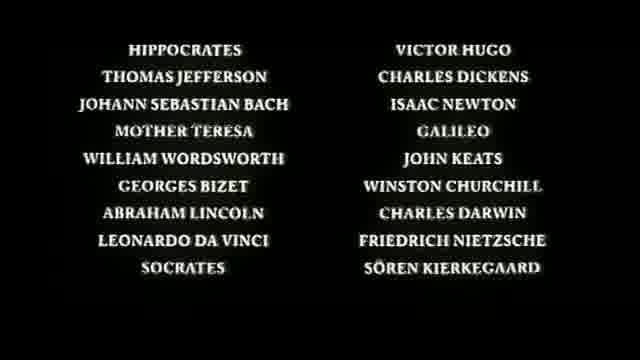 HIPPOCRATES
THOMAS JEFFERSON
JOHANN SEBASTIAN BACH
MOTHER TERESA
WILLIAM WORDSWORTH
GEORGES BIZET
ABRAHAM LINCOLN
LEONARDO DA VINCI
SOCRATES
VICTOR HUGO
CHARLES DICKENS
ISAAC NEWTON
GALILEO
JOHN KEATS
WINSTON CHURCHILL
CHARLES DARWIN
FRIEDRICH NIETZSCHE
SÖREN KIERKEGAARD